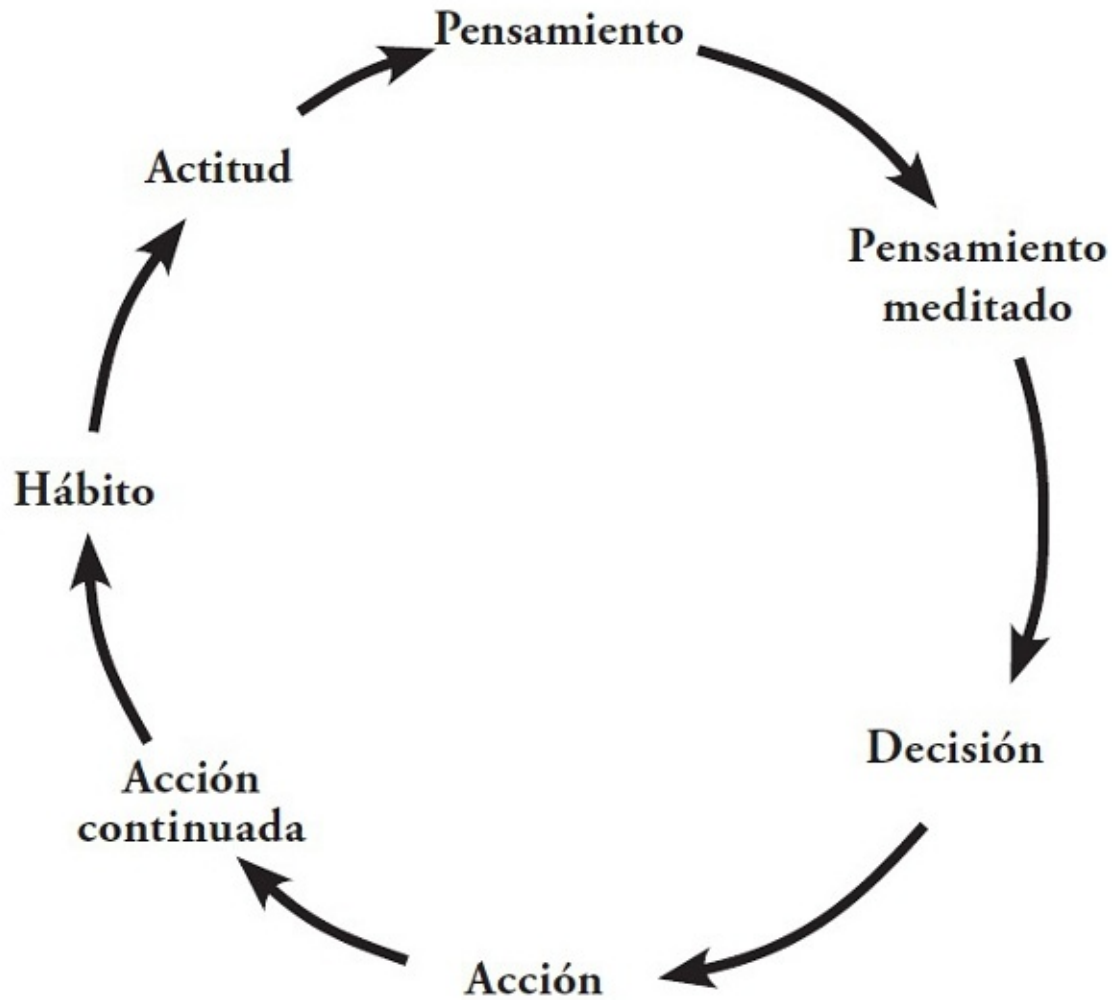 Pensamiento
Pensamiento
meditado
Decisión
Acción
Acción
continuada
Hábito
Actitud